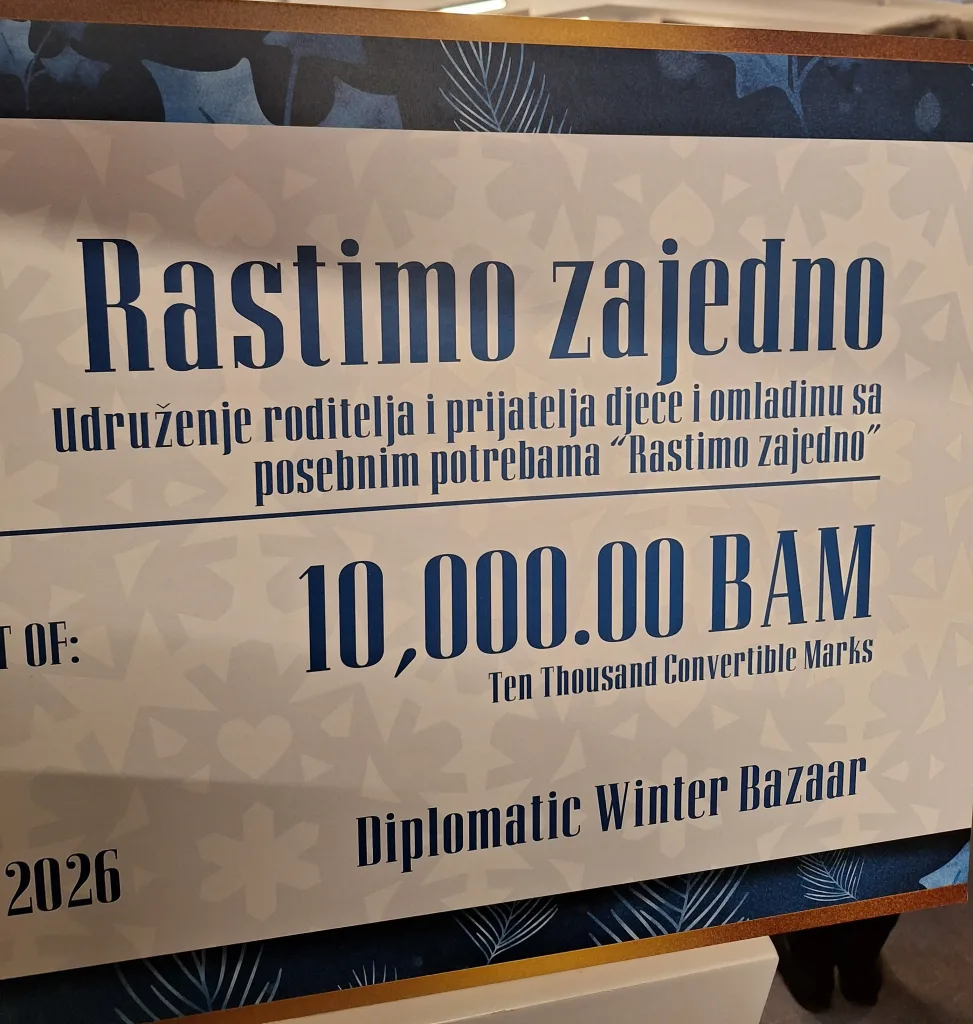 Rastimo zajedno
Udruženje roditelja i prijatelja djece i omladinu sa
posebnim potrebama “Rastimo zajedno”
OF:
10,000.00 BAM
Ten Thousand Convertible Marks
Diplomatic Winter Bazaar
2026